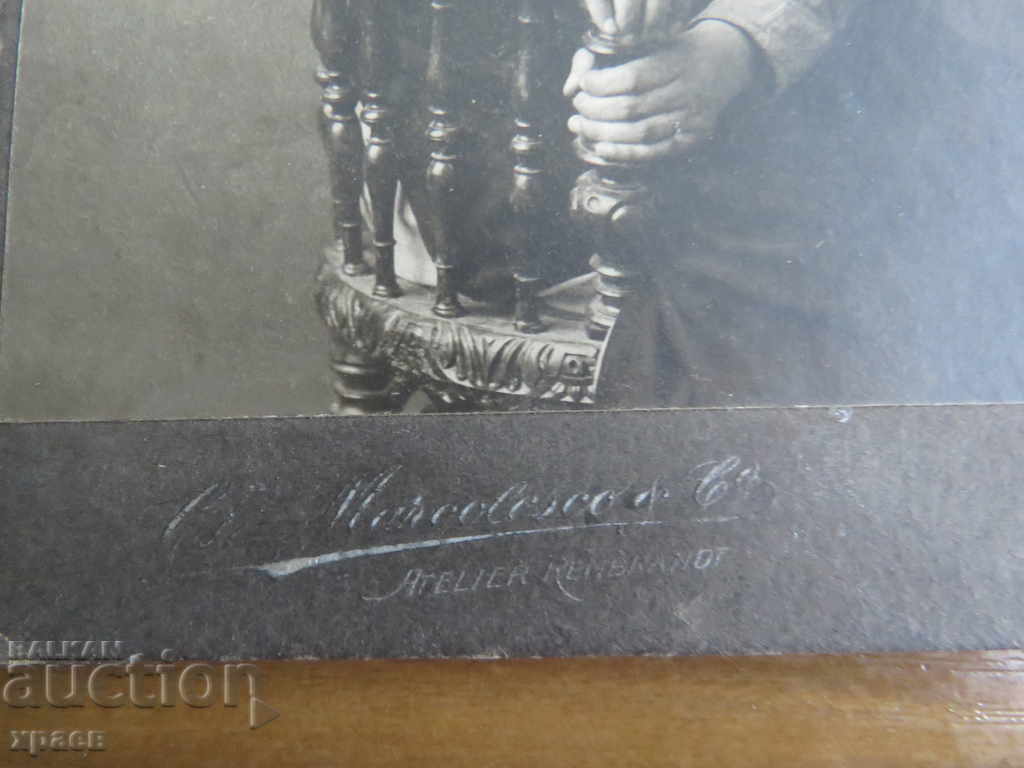 Marcolesco & Co
ATELIER REMBRANDT
BALKAN
auction
храев